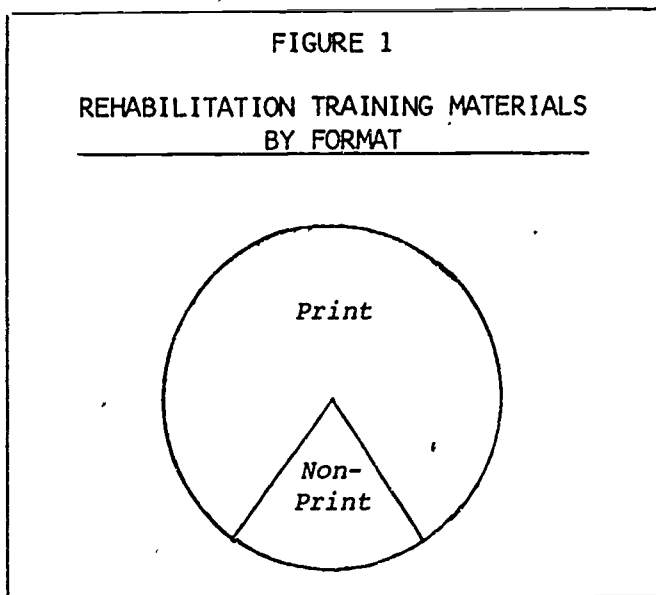 FIGURE 1
REHABILITATION TRAINING MATERIALS
BY FORMAT
Print
Non-
Print